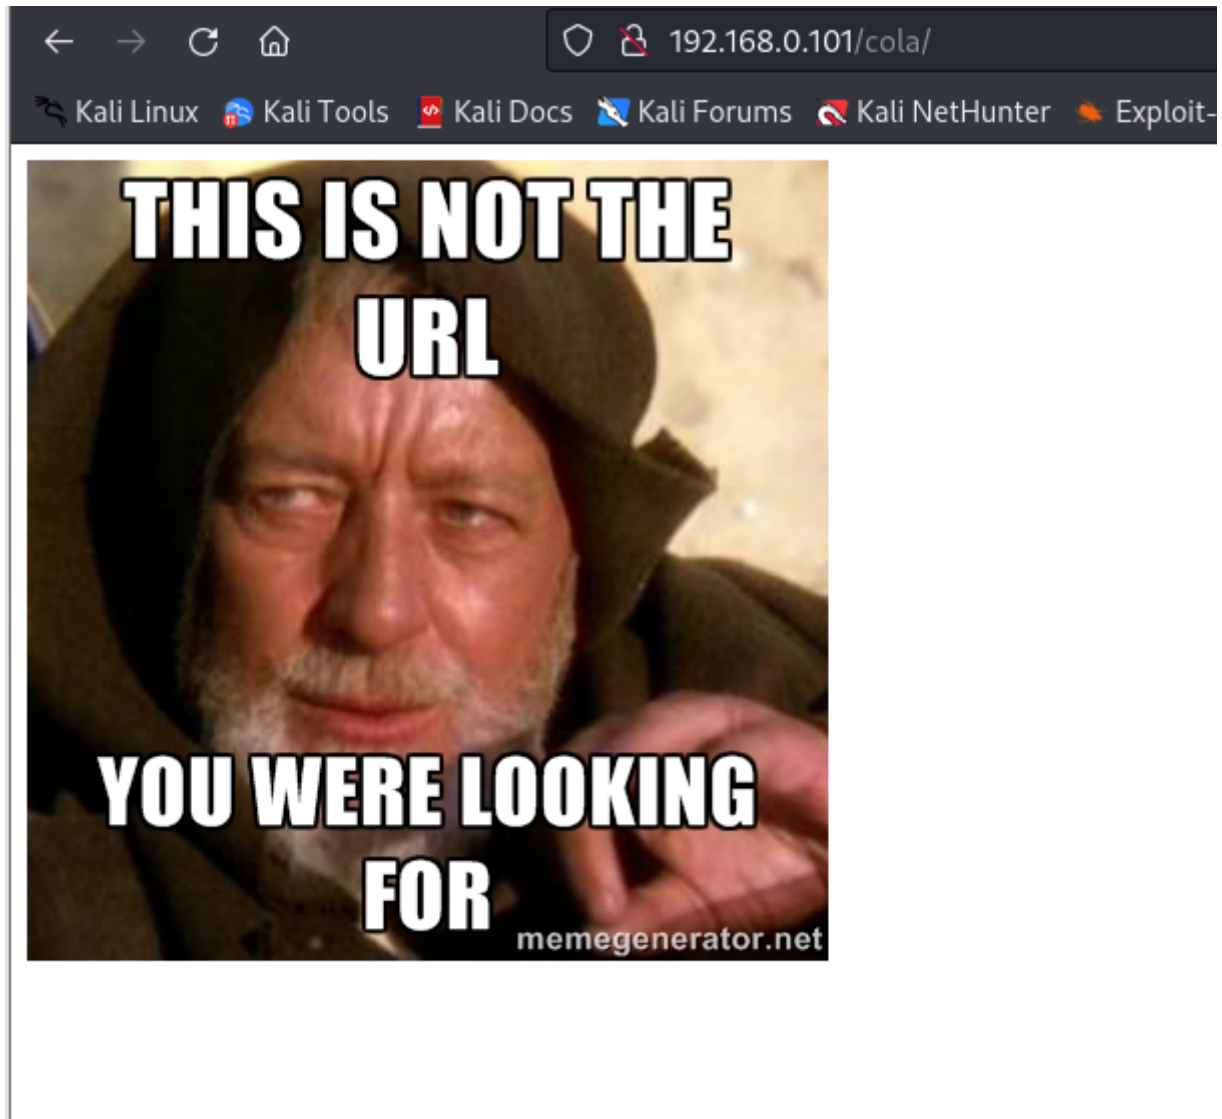 192.168.0.101/cola/
Kali Linux Kali Tools Kali Docs Kali Forums Kali NetHunter Exploit-
THIS IS NOT THE
URL
YOU WERE LOOKING
FOR
memegenerator.net